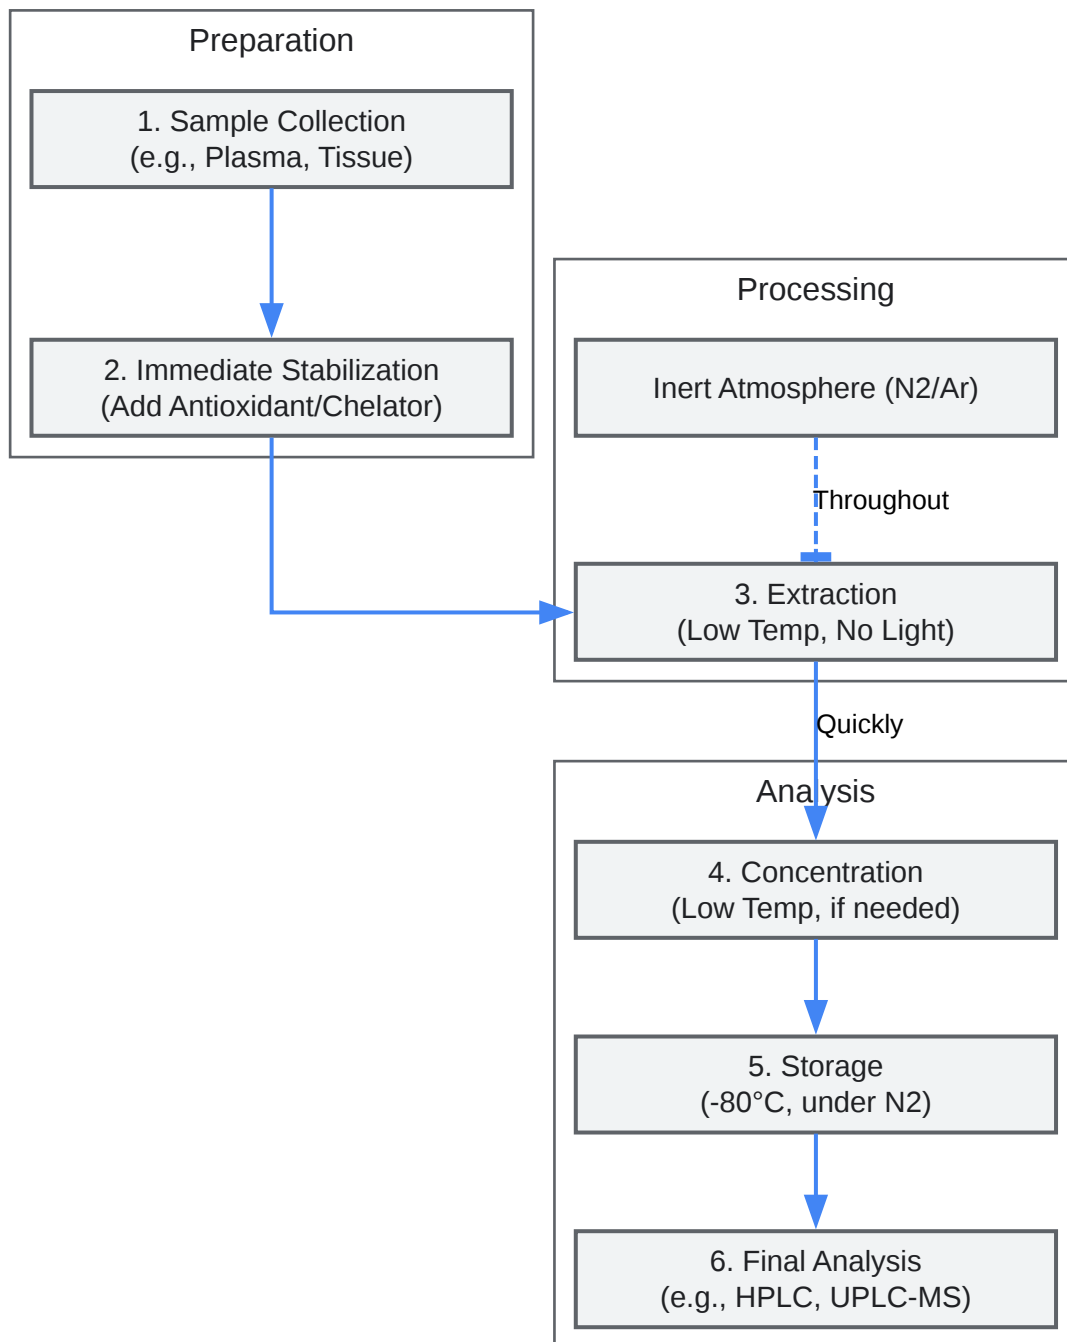 Preparation
1. Sample Collection
(e.g., Plasma, Tissue)
2. Immediate Stabilization
(Add Antioxidant/Chelator)
Processing
Inert Atmosphere (N2/Ar)
Throughout
3. Extraction
(Low Temp, No Light)
Quickly
Analysis
4. Concentration
(Low Temp, if needed)
5. Storage
(-80°C, under N2)
6. Final Analysis
(e.g., HPLC, UPLC-MS)